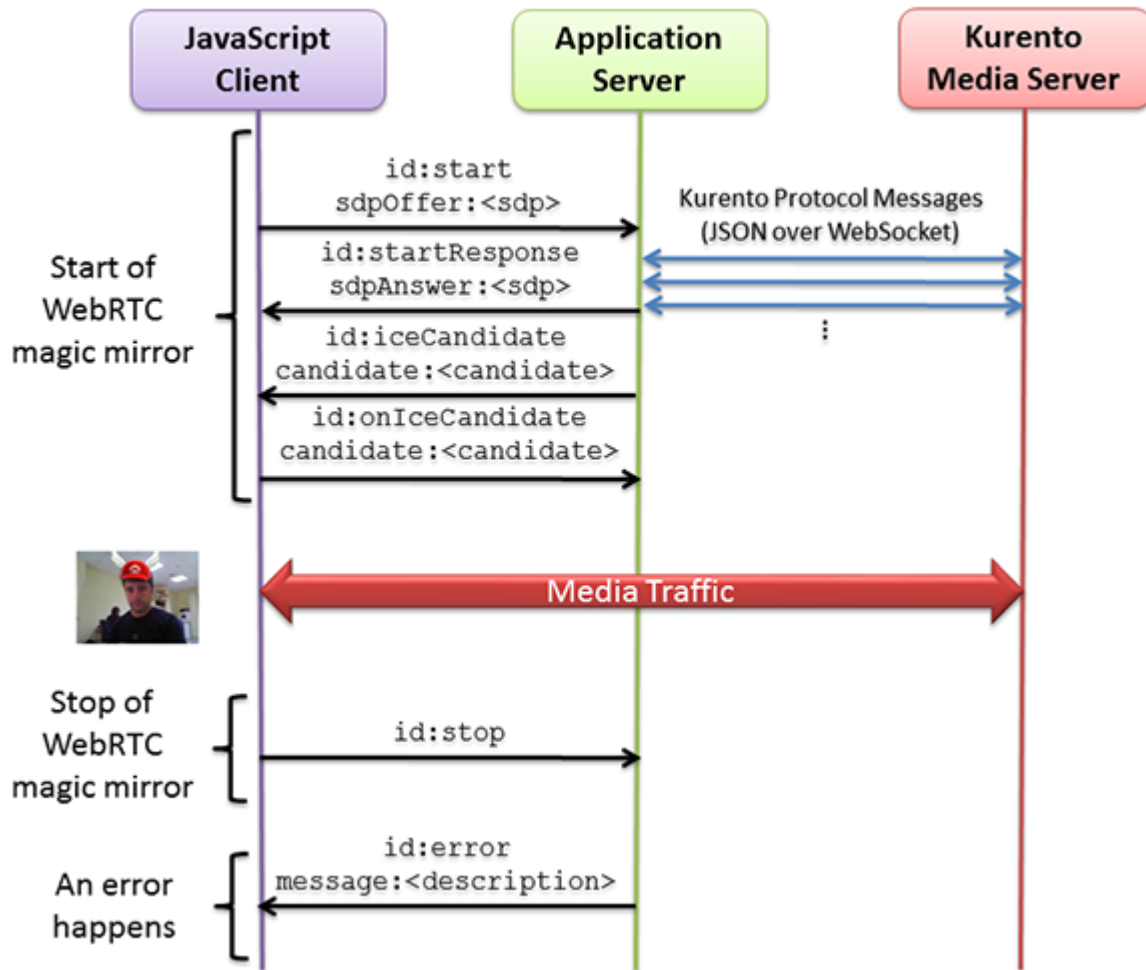 JavaScript
Client
Application
Server
Kurento
Media Server
Start of
WebRTC
magic mirror
id:start
sdpOffer:<sdp>
Kurento Protocol Messages
(JSON over WebSocket)
id:startResponse
sdpAnswer:<sdp>
id:iceCandidate
candidate:<candidate>
id:onIceCandidate
candidate:<candidate>
Media Traffic
Stop of
WebRTC
magic mirror
id:stop
An error
happens
id:error
message:<description>